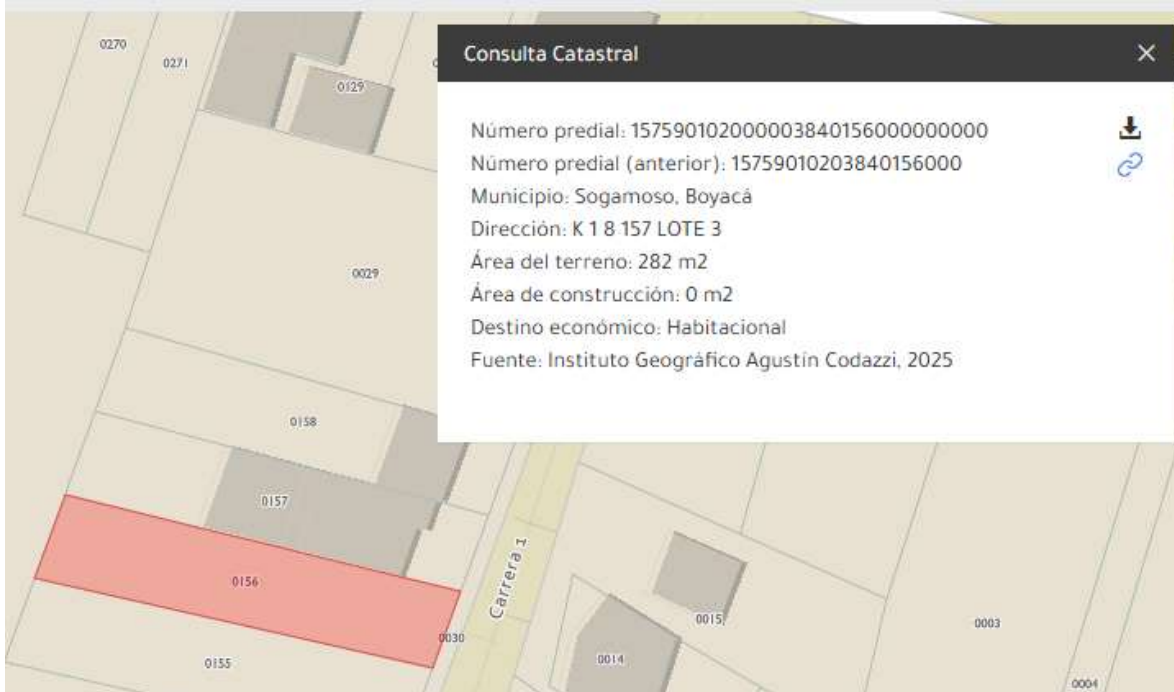 0270
0271
0129
Consulta Catastral
Número predial: 157590102000003840156000000000
Número predial (anterior): 15759010203840156000
Municipio: Sogamoso, Boyacá
Dirección: K 1 8 157 LOTE 3
Área del terreno: 282 m2
Área de construcción: 0 m2
Destino económico: Habitacional
Fuente: Instituto Geográfico Agustín Codazzi, 2025
0029
0158
0157
0156
Carrera 1
0030
0155
0015
0014
0003
0004